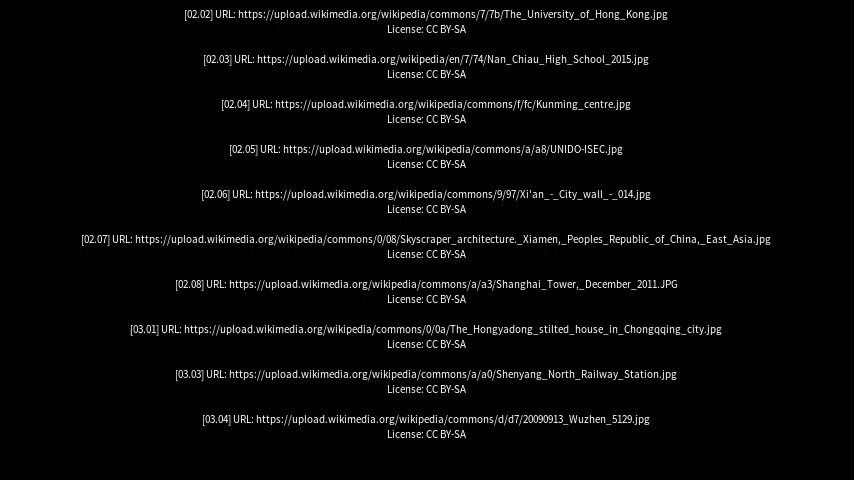 [02.02] URL: https://upload.wikimedia.org/wikipedia/commons/7/7b/The_University_of_Hong_Kong.jpg
License: CC BY-SA
[02.03] URL: https://upload.wikimedia.org/wikipedia/en/7/74/Nan_Chiau_High_School_2015.jpg
License: CC BY-SA
[02.04] URL: https://upload.wikimedia.org/wikipedia/commons/f/fc/Kunming_centre.jpg
License: CC BY-SA
[02.05] URL: https://upload.wikimedia.org/wikipedia/commons/a/a8/UNIDO-ISEC.jpg
License: CC BY-SA
[02.06] URL: https://upload.wikimedia.org/wikipedia/commons/9/97/Xi'an_-_City_wall_-_014.jpg
License: CC BY-SA
[02.07] URL: https://upload.wikimedia.org/wikipedia/commons/0/08/Skyscraper_architecture._Xiamen,_Peoples_Republic_of_China,_East_Asia.jpg
License: CC BY-SA
[02.08] URL: https://upload.wikimedia.org/wikipedia/commons/a/a3/Shanghai_Tower,_December_2011.JPG
License: CC BY-SA
[03.01] URL: https://upload.wikimedia.org/wikipedia/commons/0/0a/The_Hongyadong_stilted_house_in_Chongqqing_city.jpg
License: CC BY-SA
[03.03] URL: https://upload.wikimedia.org/wikipedia/commons/a/a0/Shenyang_North_Railway_Station.jpg
License: CC BY-SA
[03.04] URL: https://upload.wikimedia.org/wikipedia/commons/d/d7/20090913_Wuzhen_5129.jpg
License: CC BY-SA